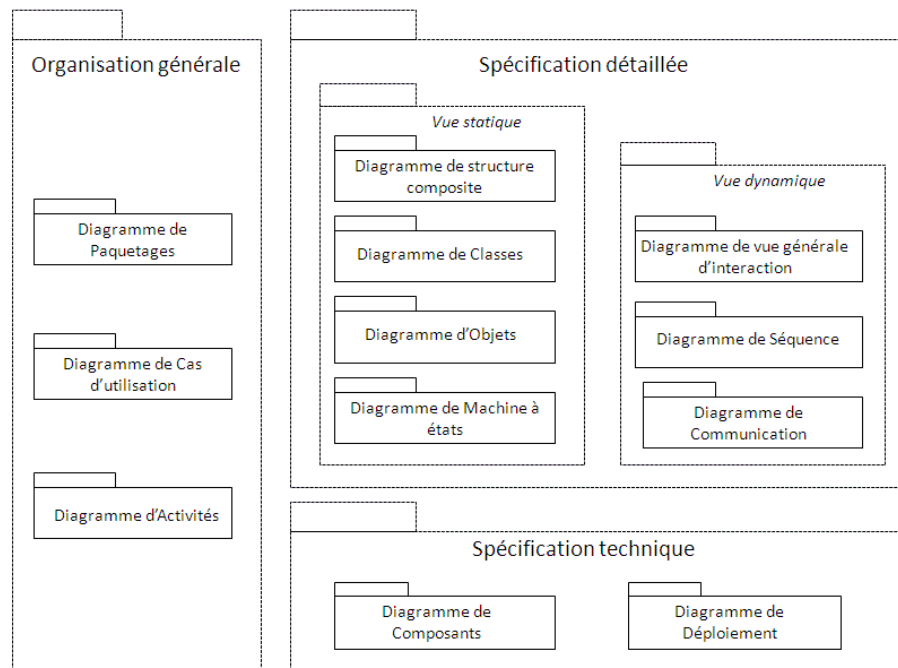 Organisation générale
Diagramme de
Paquetages
Diagramme de Cas
d’utilisation
Diagramme d’Activités
Spécification détaillée
Vue statique
Diagramme de structure
composite
Diagramme de Classes
Diagramme d’Objets
Diagramme de Machine à
états
Vue dynamique
Diagramme de vue générale
d’interaction
Diagramme de Séquence
Diagramme de
Communication
Spécification technique
Diagramme de
Composants
Diagramme de
Déploiement